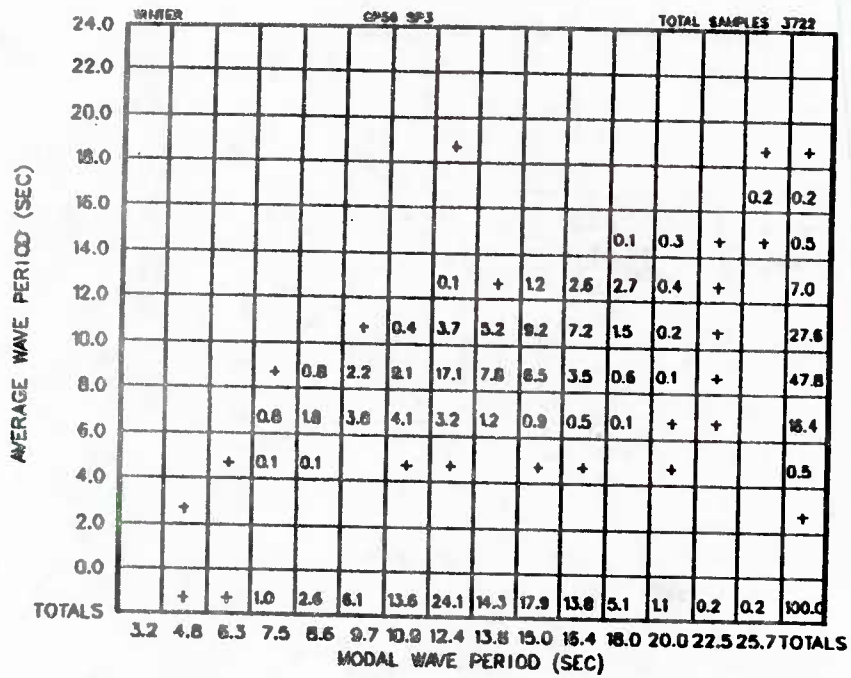 WINTER CP56 SP3 TOTAL SAMPLES 3722
24.0
22.0
20.0
18.0 + + +
16.0 0.2 0.2
14.0 0.1 0.3 + + 0.5
12.0 0.1 + 1.2 2.6 2.7 0.4 + 7.0
10.0 + 0.4 3.7 5.2 9.2 7.2 1.5 0.2 + 27.6
8.0 + 0.8 2.2 9.1 17.1 7.8 6.5 3.5 0.6 0.1 + 47.8
6.0 0.8 1.8 3.6 4.1 3.2 1.2 0.9 0.5 0.1 + + 16.4
4.0 + 0.1 0.1 + + + + + 0.5
2.0 + +
0.0
TOTALS + + 1.0 2.6 6.1 13.6 24.1 14.3 17.9 13.8 5.1 1.1 0.2 0.2 100.0
3.2 4.8 6.3 7.5 8.6 9.7 10.9 12.4 13.8 15.0 16.4 18.0 20.0 22.5 25.7 TOTALS
MODAL WAVE PERIOD (SEC)
AVERAGE WAVE PERIOD (SEC)